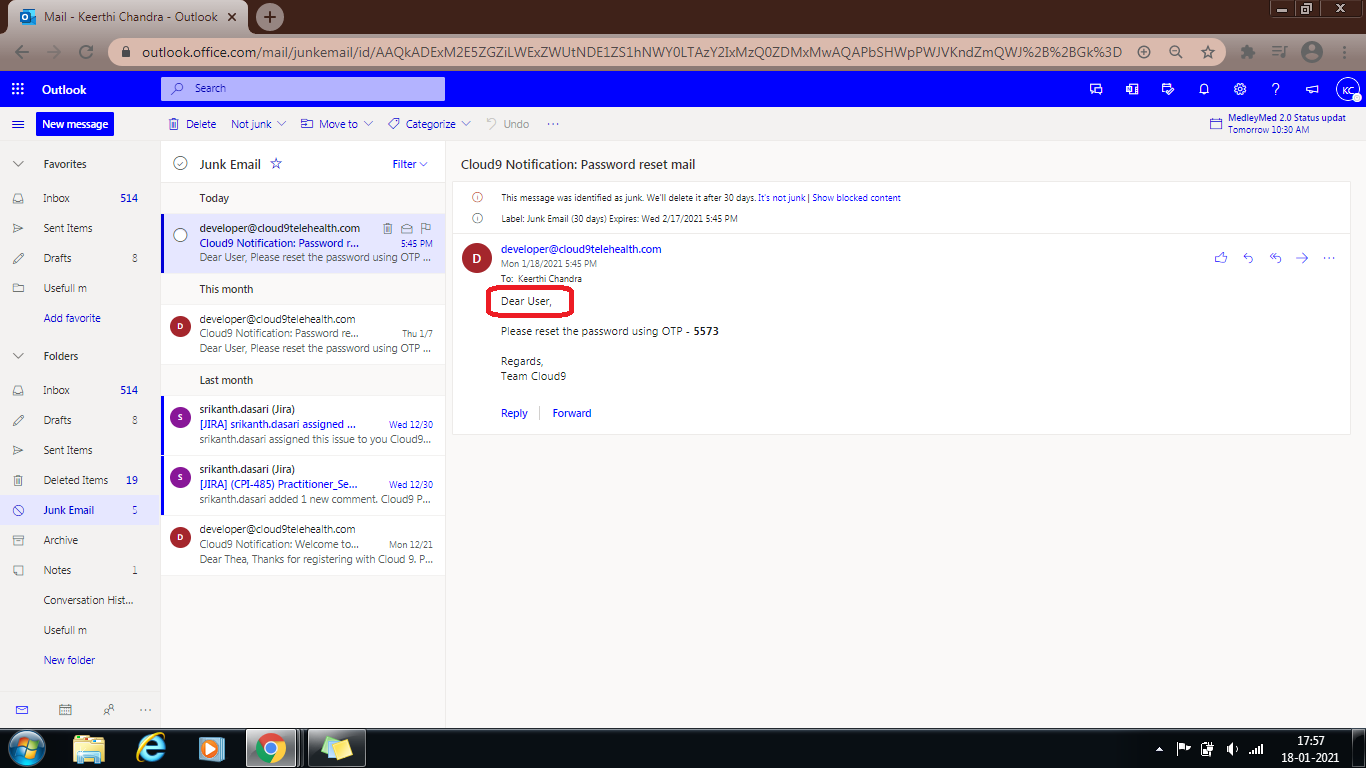 Mail - Keerthi Chandra - Outlook
outlook.office.com/mail/junkemail/id/AAQkADExM2E5ZGZiLWExZWUtNDE1ZS1hNWY0LTAzY2IxMzQ0ZDMxMwAQAPbSHWpPWJVKndZmQWJ%2B%2BGk%3D
Outlook
Search
KC
New message
Delete
Not junk
Move to
Categorize
Undo
MedleyMed 2.0 Status updat
Tomorrow 10:30 AM
Favorites
Inbox 514
Sent Items
Drafts 8
Usefull m
Add favorite
Folders
Inbox 514
Drafts 8
Sent Items
Deleted Items 19
Junk Email 5
Archive
Notes 1
Conversation Hist...
Usefull m
New folder
Junk Email
Filter
Today
developer@cloud9telehealth.com
Cloud9 Notification: Password r... 5:45 PM
Dear User, Please reset the password using OTP ...
This month
D
developer@cloud9telehealth.com
Cloud9 Notification: Password re... Thu 1/7
Dear User, Please reset the password using OTP ...
Last month
S
srikanth.dasari (Jira)
[JIRA] srikanth.dasari assigned ... Wed 12/30
srikanth.dasari assigned this issue to you Cloud9...
S
srikanth.dasari (Jira)
[JIRA] (CPI-485) Practitioner_Se... Wed 12/30
srikanth.dasari added 1 new comment. Cloud9 P...
D
developer@cloud9telehealth.com
Cloud9 Notification: Welcome to... Mon 12/21
Dear Thea, Thanks for registering with Cloud 9. P...
Cloud9 Notification: Password reset mail
This message was identified as junk. We'll delete it after 30 days. It's not junk | Show blocked content
Label: Junk Email (30 days) Expires: Wed 2/17/2021 5:45 PM
D
developer@cloud9telehealth.com
Mon 1/18/2021 5:45 PM
To: Keerthi Chandra
Dear User,
Please reset the password using OTP - 5573
Regards,
Team Cloud9
Reply
Forward
17:57
18-01-2021